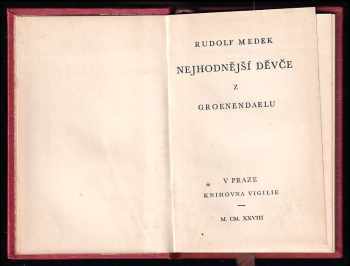 RUDOLF MEDEK
NEJHODNĚJŠÍ DĚVČE
Z
GROENENDAELU
V PRAZE
KNIHOVNA VIGILIE
M. CM. XXVIII